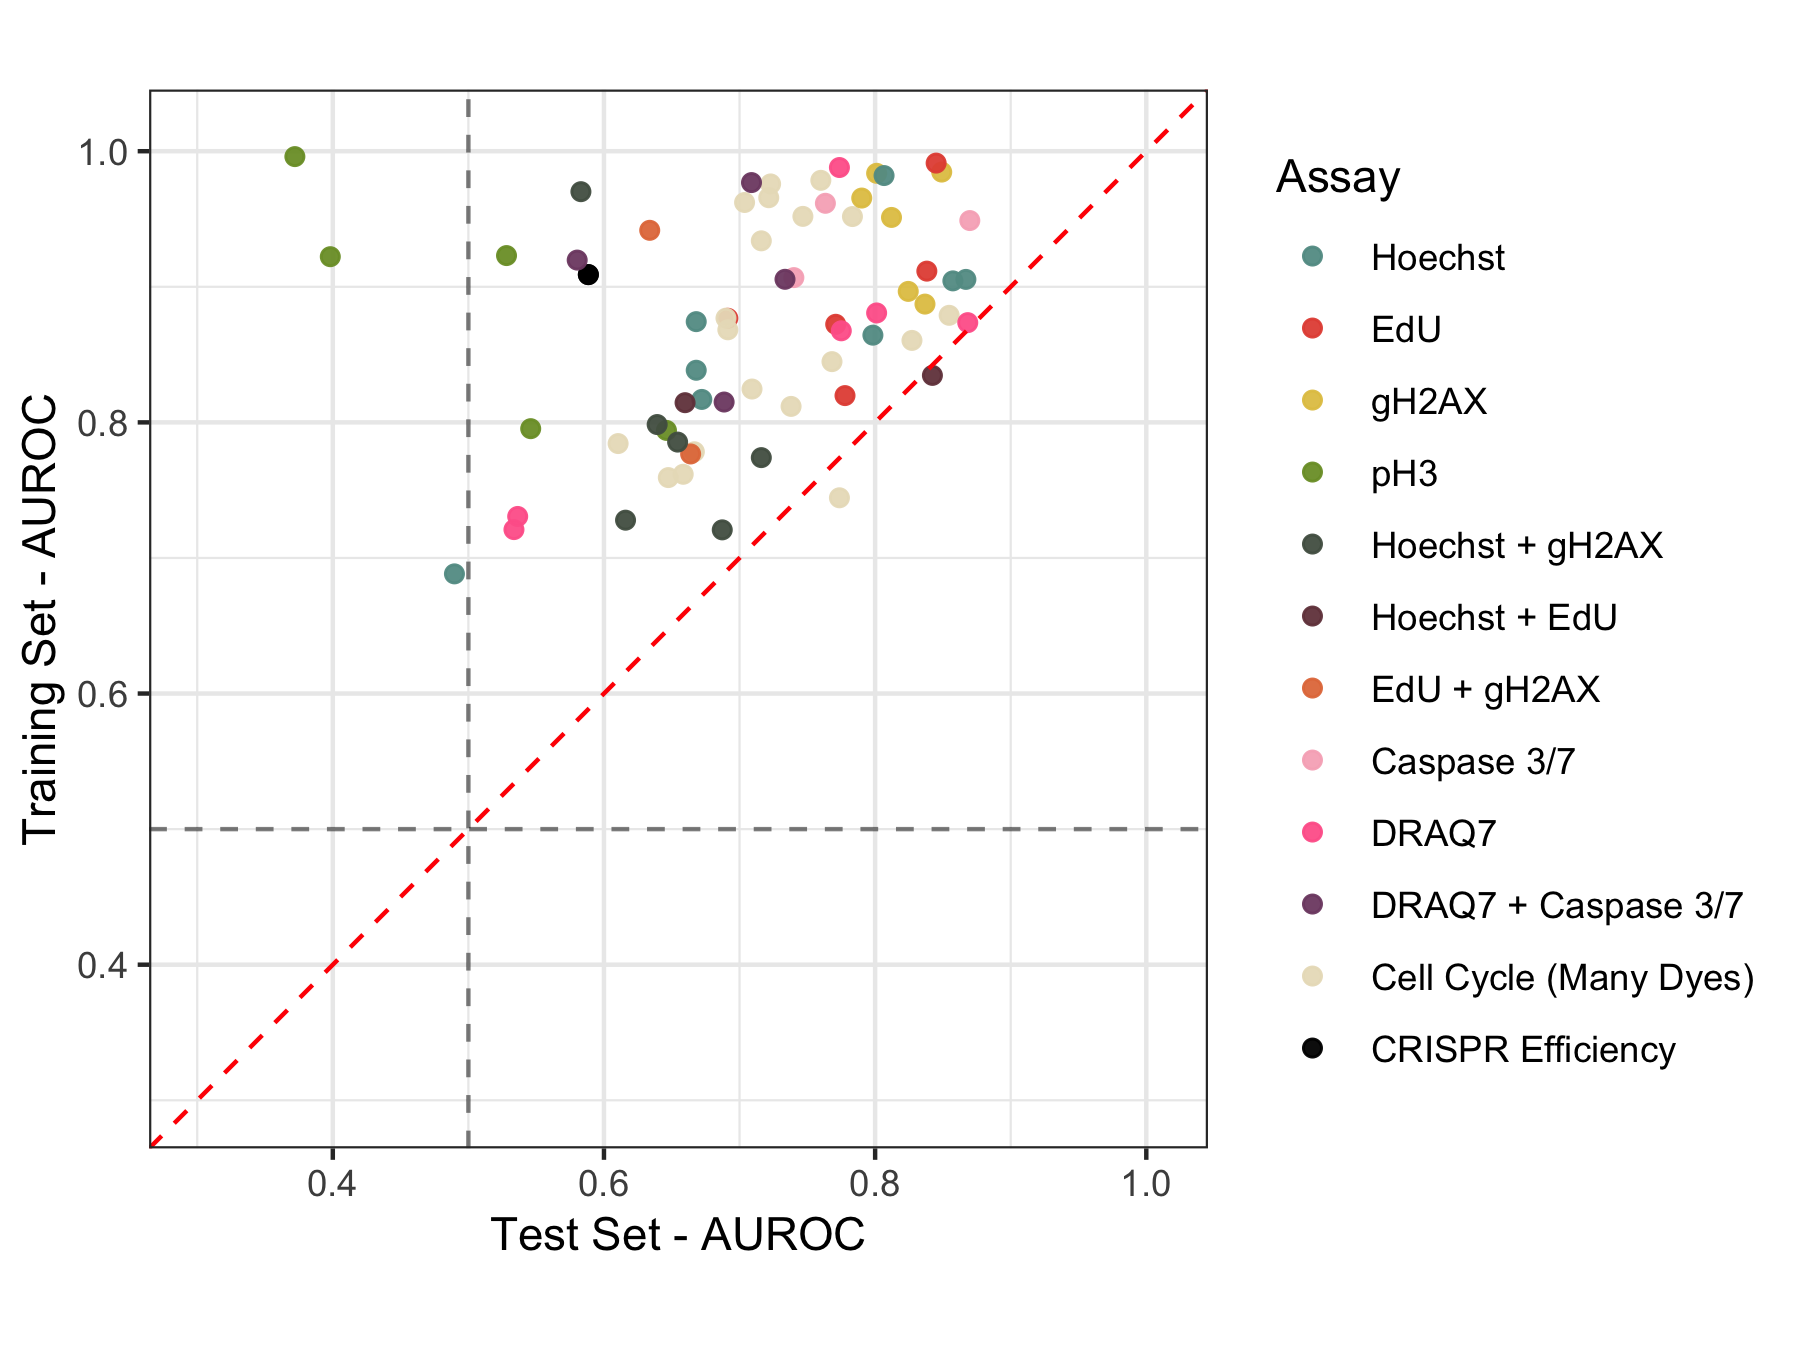 1.0
0.8
0.6
0.4
Training Set - AUROC
0.4
0.6
0.8
1.0
Test Set - AUROC
Assay
Hoechst
EdU
gH2AX
pH3
Hoechst + gH2AX
Hoechst + EdU
EdU + gH2AX
Caspase 3/7
DRAQ7
DRAQ7 + Caspase 3/7
Cell Cycle (Many Dyes)
CRISPR Efficiency